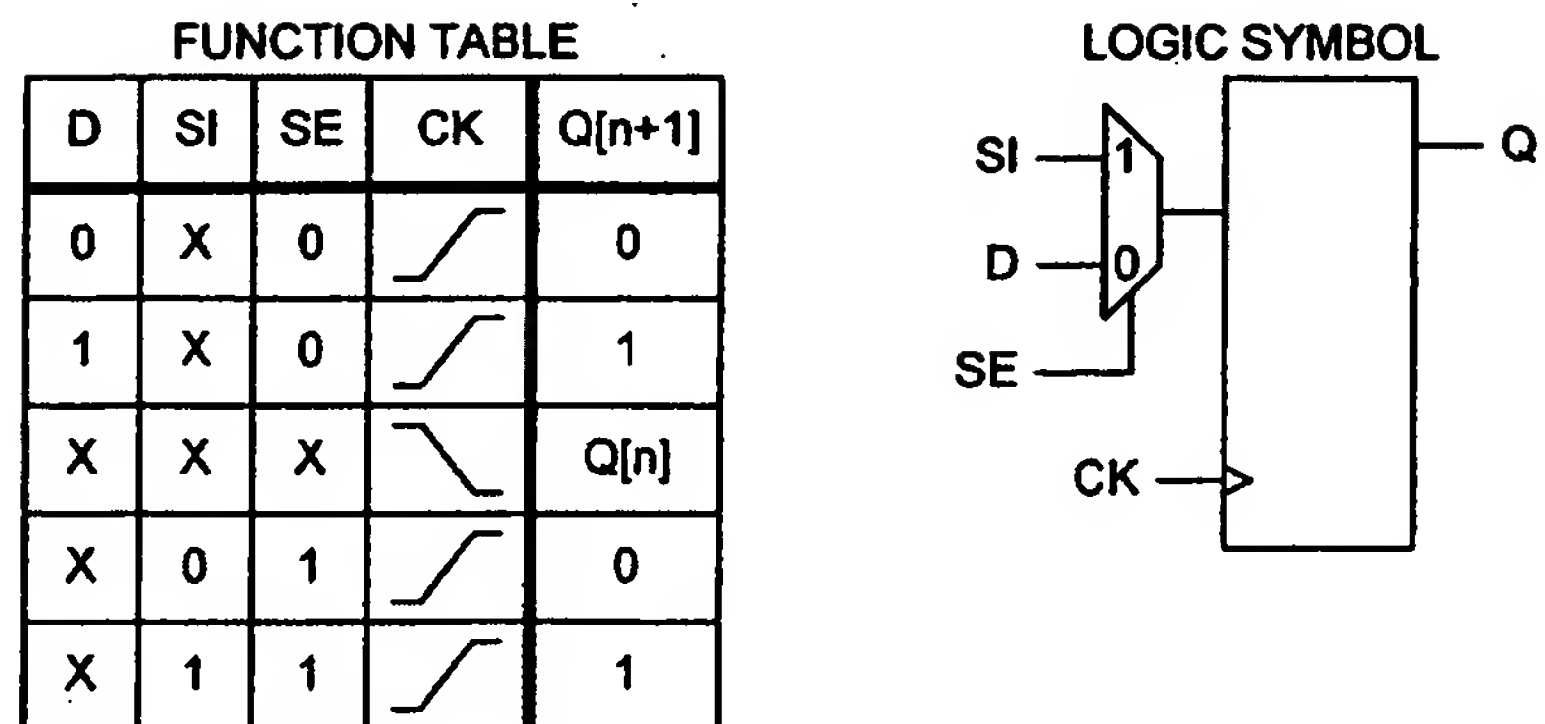 FUNCTION TABLE
D SI SE CK Q[n+1]
0 X 0 0
1 X 0 1
X X X Q[n]
X 0 1 0
X 1 1 1
LOGIC SYMBOL
SI 1 Q
D 0
SE
CK